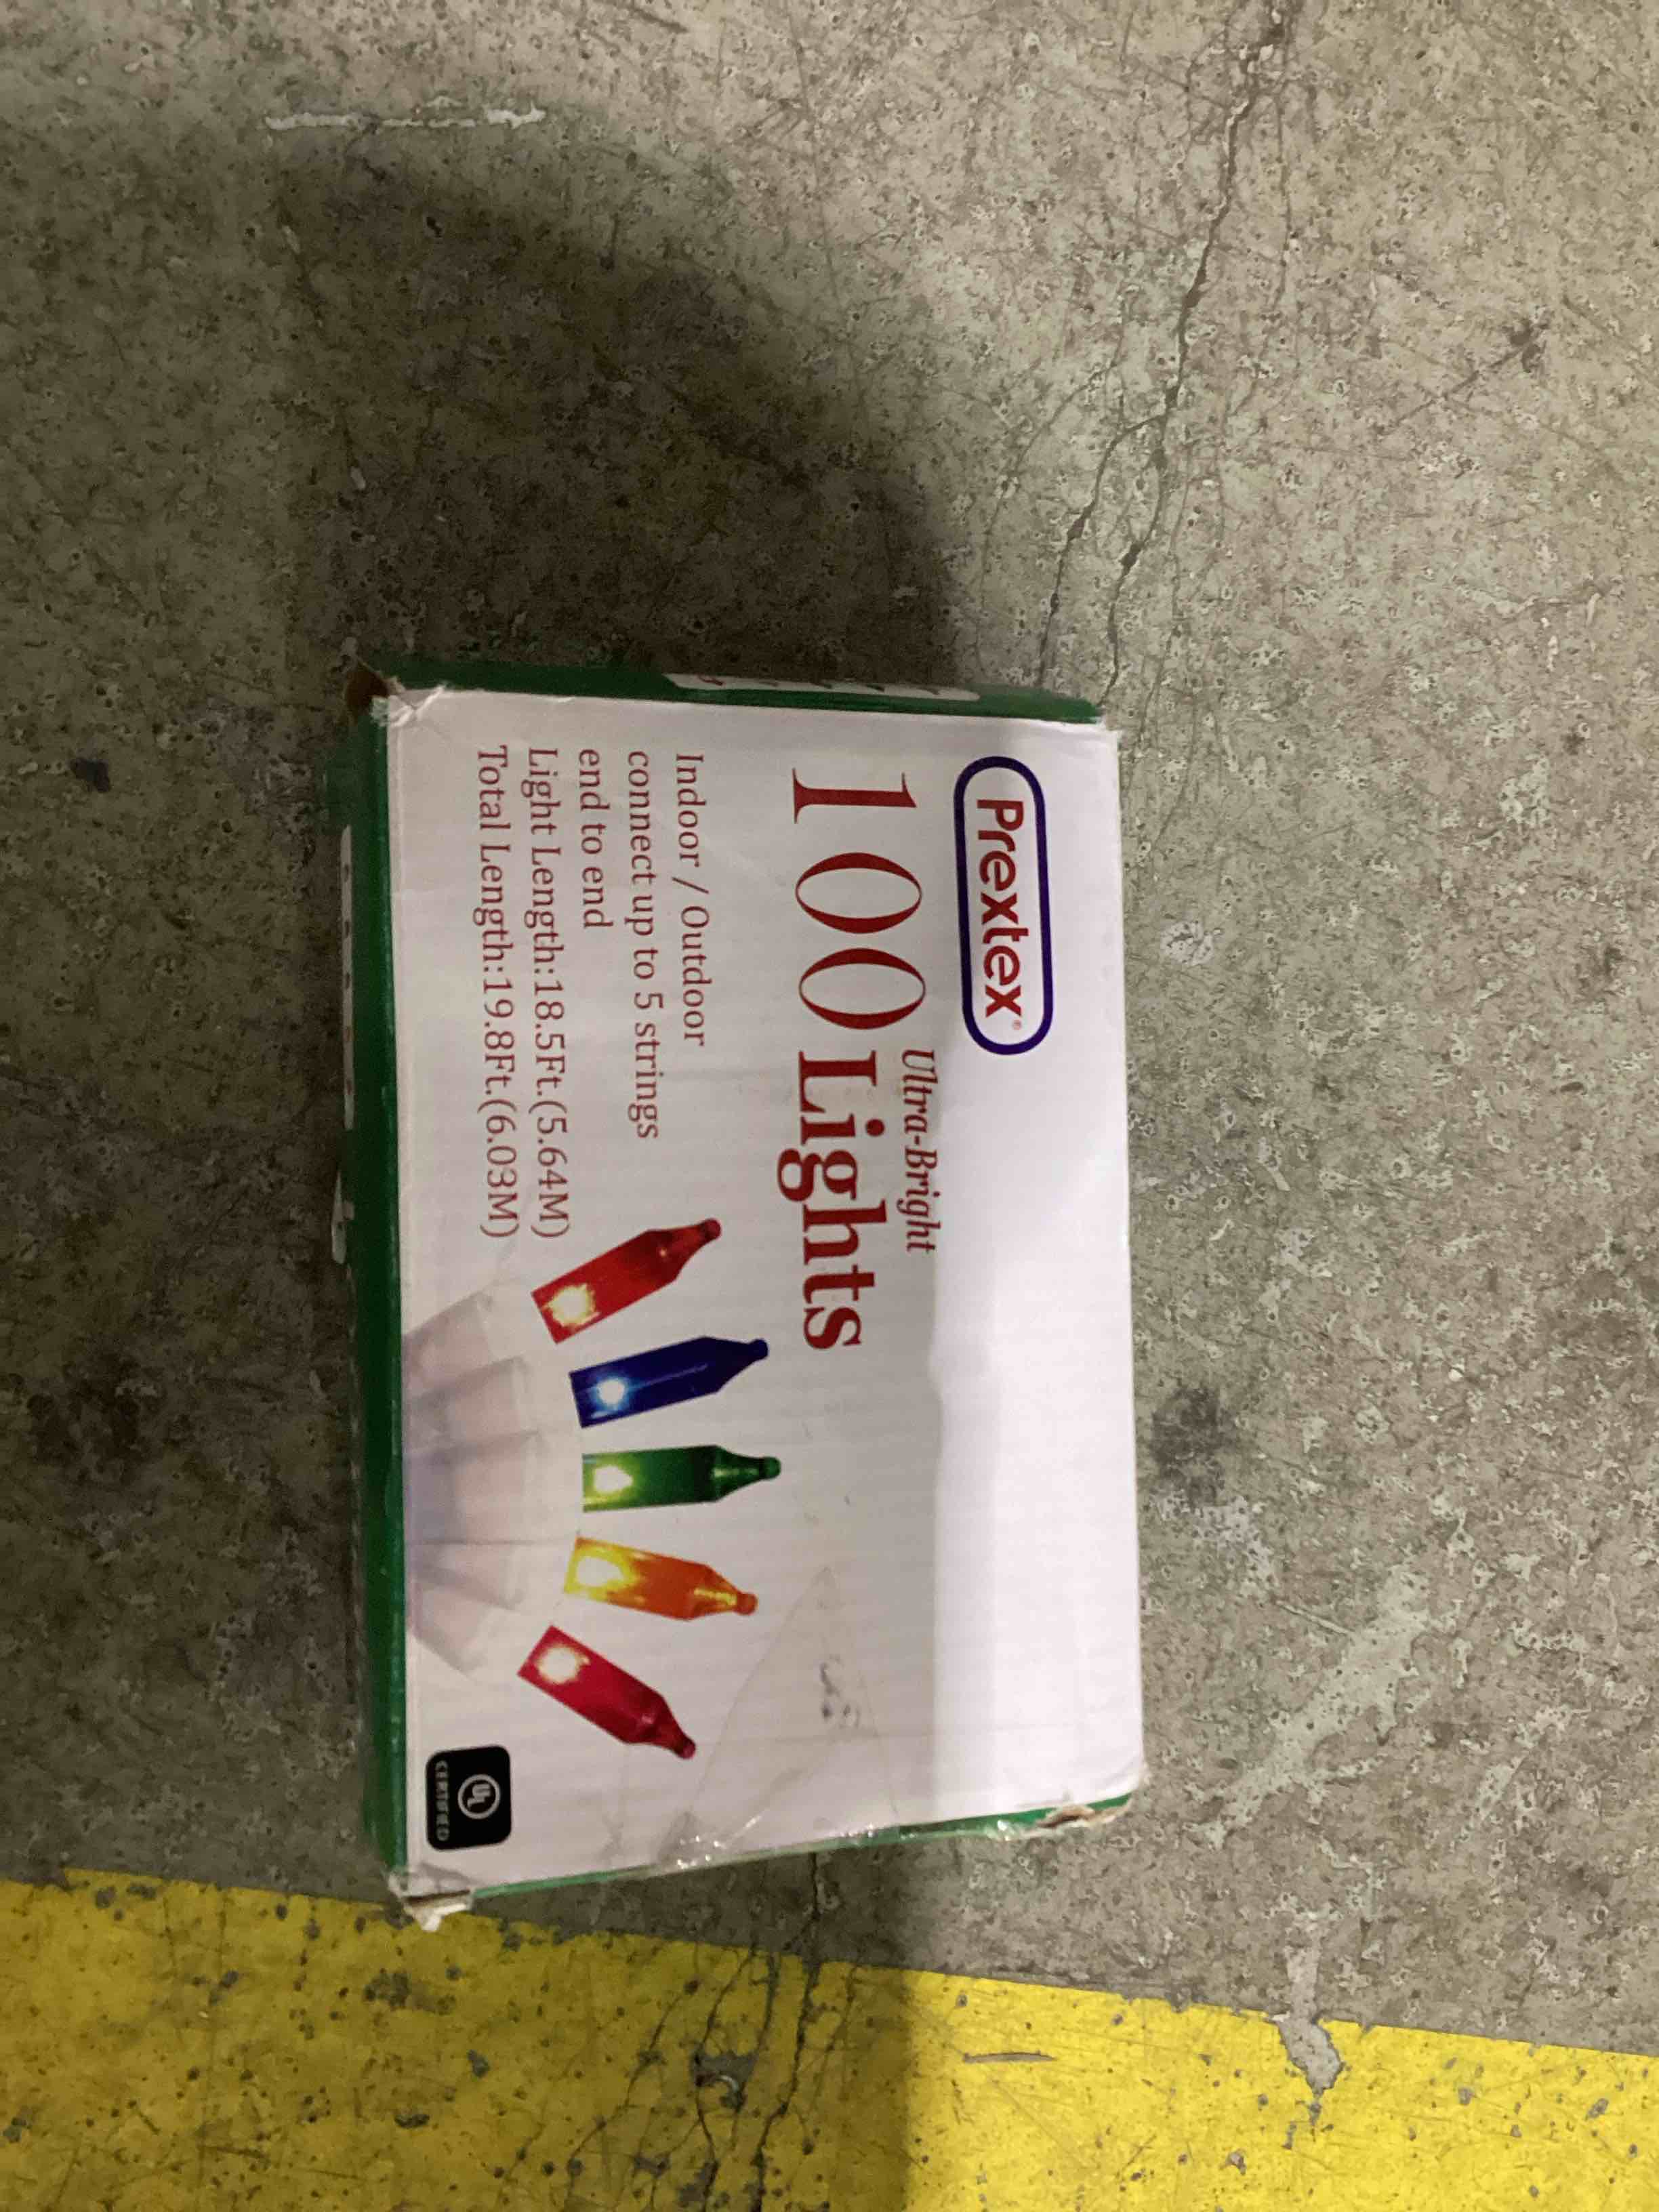 Prextex®
Ultra-Bright
100 Lights
Indoor / Outdoor
connect up to 5 strings
end to end
Light Length:18.5Ft.(5.64M)
Total Length:19.8Ft.(6.03M)
UL
CERTIFIED